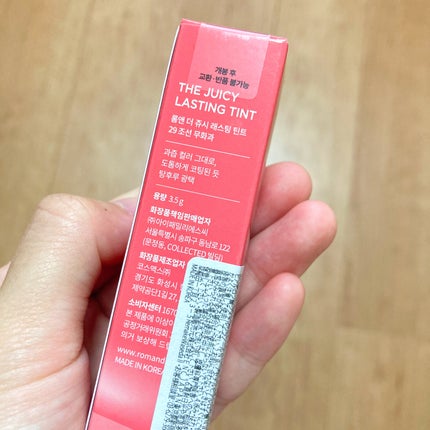 개봉 후
교환·반품 불가능
THE JUICY
LASTING TINT
롬앤 더 쥬시 래스팅 틴트
29 조선 무화과
과즙 컬러 그대로,
도톰하게 코팅된 듯
탕후루 광택
용량 3.5 g
화장품책임판매업자
㈜아이패밀리에스씨
서울특별시 송파구 동남로 122
(문정동, COLLECTED 빌딩)
화장품제조업자
코스맥스㈜
경기도 화성시
제약공단1길 27,
소비자센터 1670
본 제품에 이상이
공정거래위원회
의거 보상해 드
www.romand
MADE IN KOREA